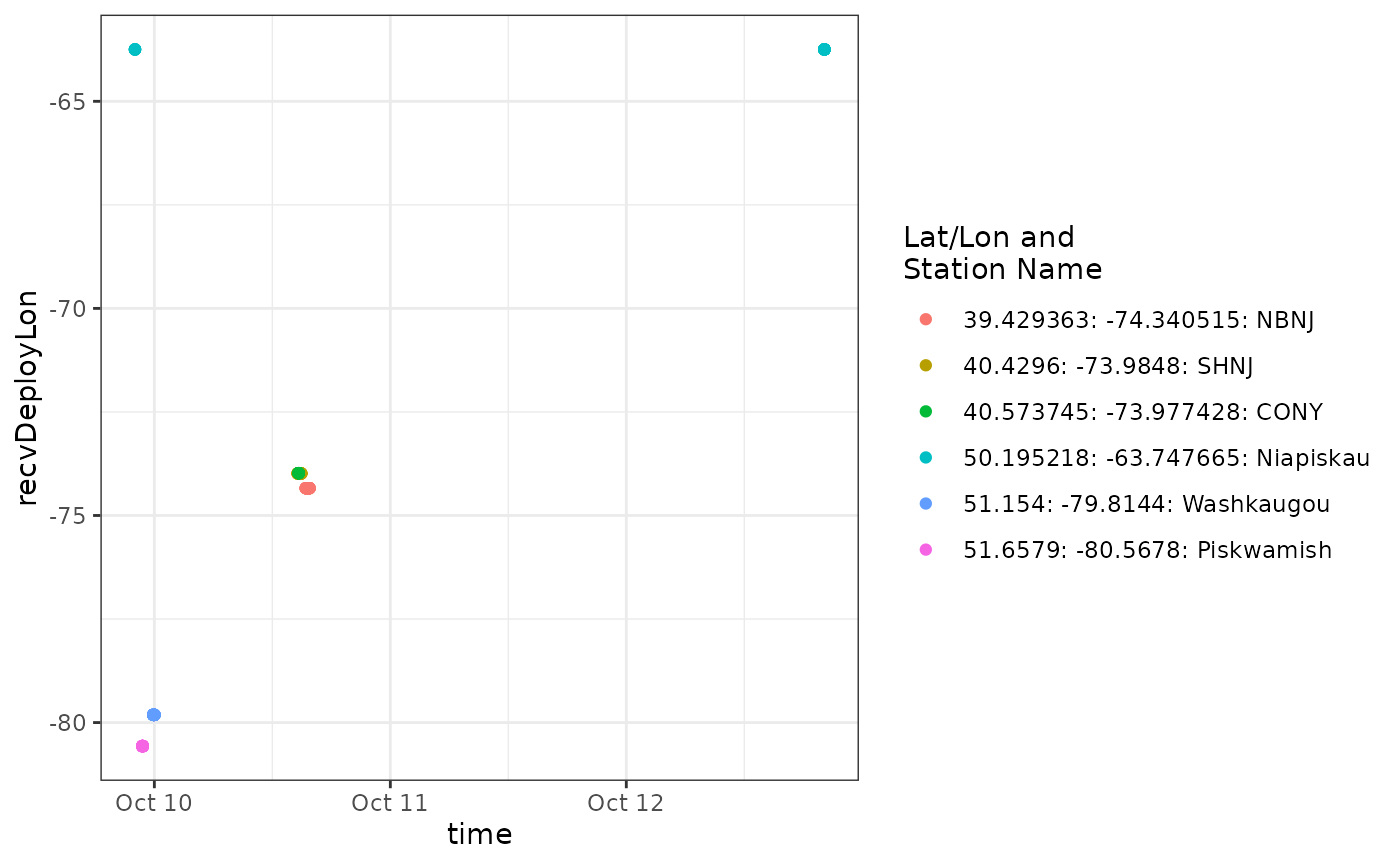 -65
-70
-75
-80
recvDeployLon
Oct 10
Oct 11
Oct 12
time
Lat/Lon and
Station Name
39.429363: -74.340515: NBNJ
40.4296: -73.9848: SHNJ
40.573745: -73.977428: CONY
50.195218: -63.747665: Niapiskau
51.154: -79.8144: Washkaugou
51.6579: -80.5678: Piskwamish